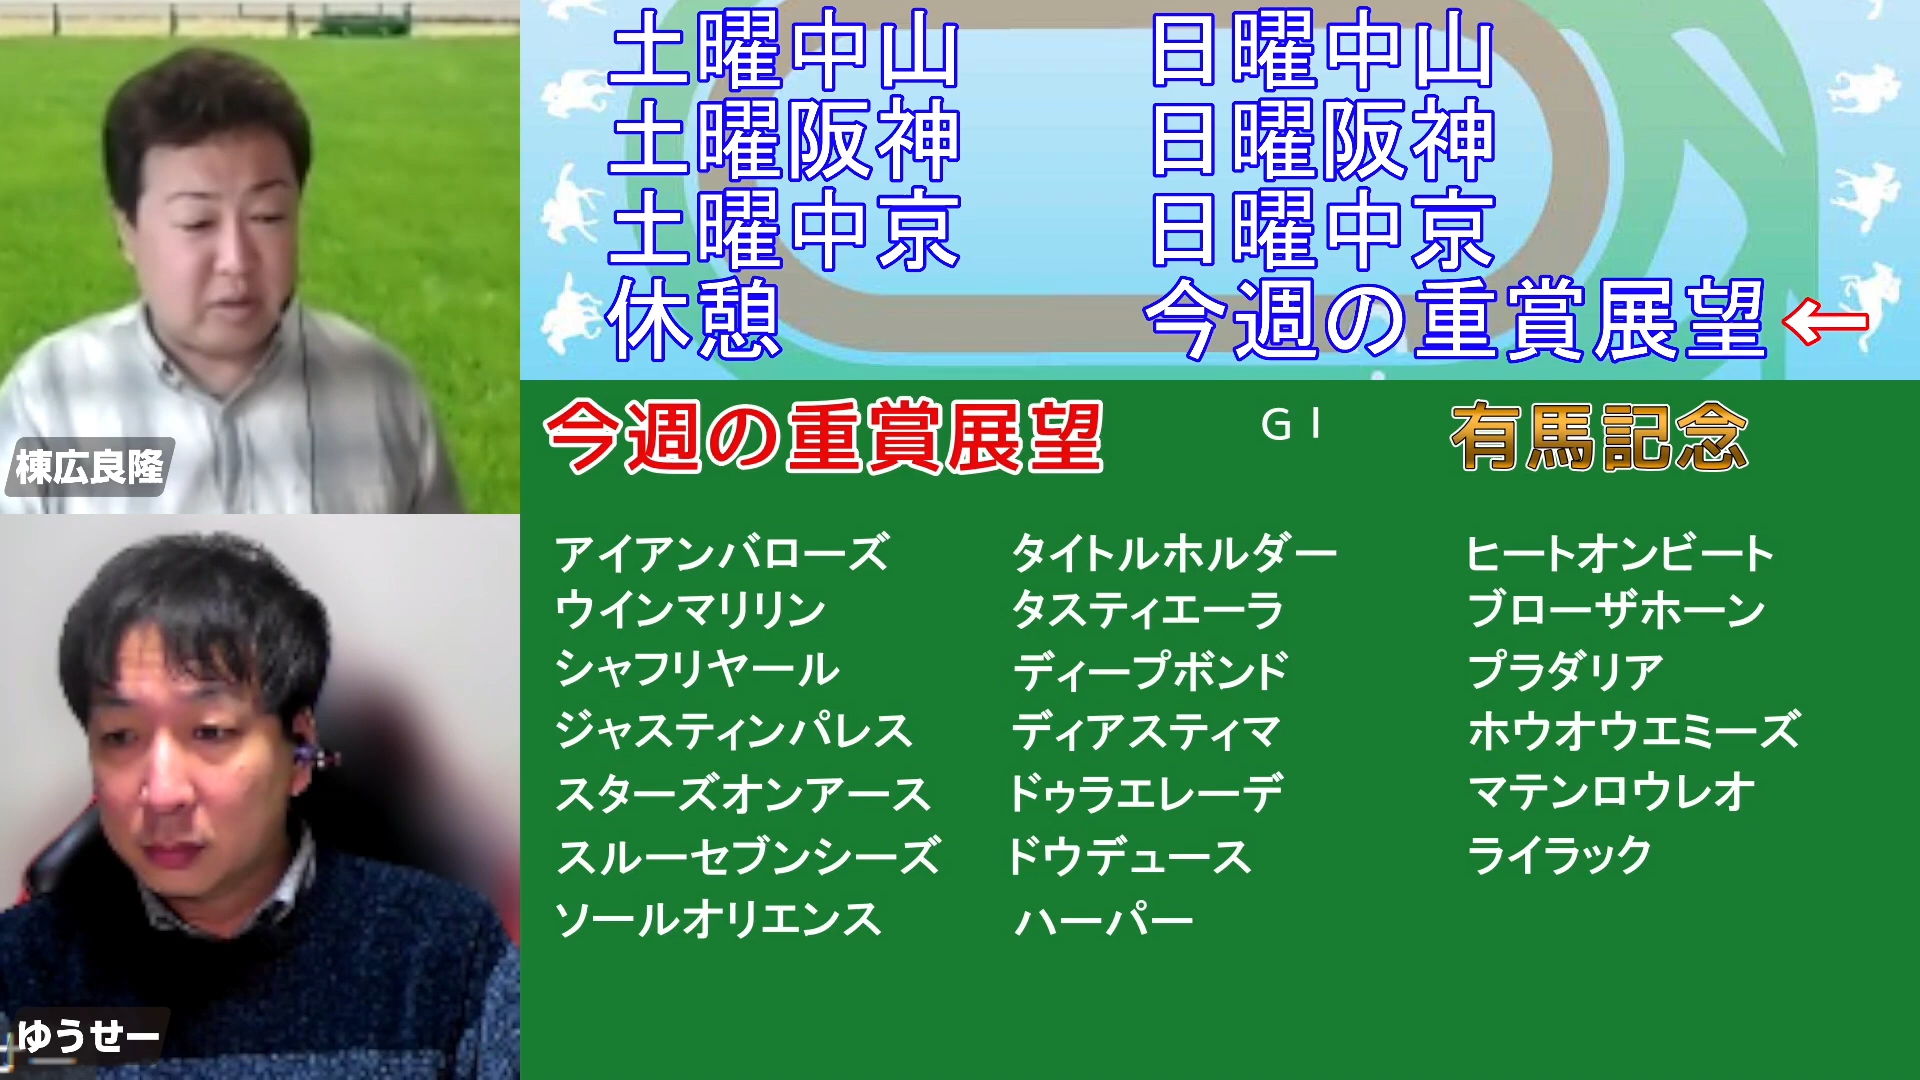 土曜中山
土曜阪神
土曜中京
休憩
日曜中山
日曜阪神
日曜中京
今週の重賞展望←
棟広良隆
ゆうせー
今週の重賞展望
GⅠ
有馬記念
アイアンバローズ
ウインマリリン
シャフリヤール
ジャスティンパレス
スターズオンアース
スルーセブンシーズ
ソールオリエンス
タイトルホルダー
タスティエーラ
ディープボンド
ディアスティマ
ドゥラエレーデ
ドウデュース
ハーパー
ヒートオンビート
ブローザホーン
プラダリア
ホウオウエミーズ
マテンロウレオ
ライラック